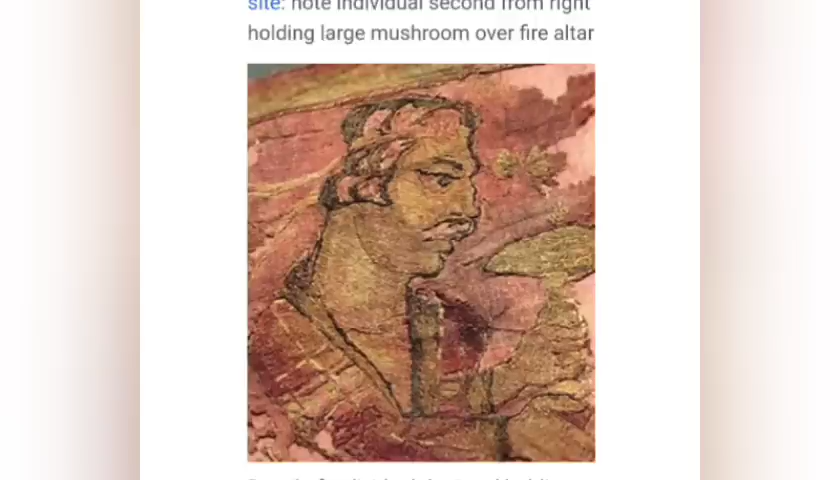 site: note individual second from right
holding large mushroom over fire altar